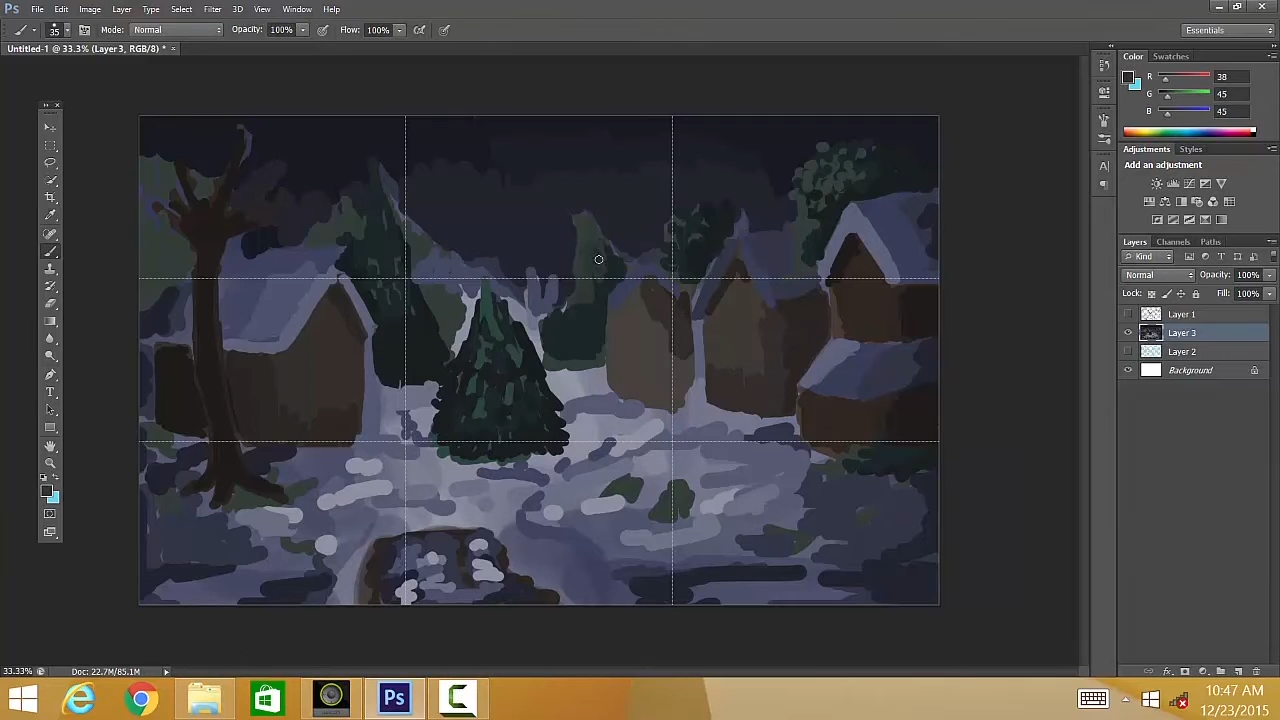 Ps File Edit Image Layer Type Select Filter 3D View Window Help
35 Mode: Normal Opacity: 100% Flow: 100% Essentials
Untitled-1 @ 33.3% (Layer 3, RGB/8) * ×
Color Swatches
R 38
G 45
B 45
Adjustments Styles
Add an adjustment
Layers Channels Paths
Kind
Normal Opacity: 100%
Lock: Fill: 100%
Layer 1
Layer 3
Layer 2
Background
33.33% Doc: 22.7M/85.1M
Ps
10:47 AM
12/23/2015